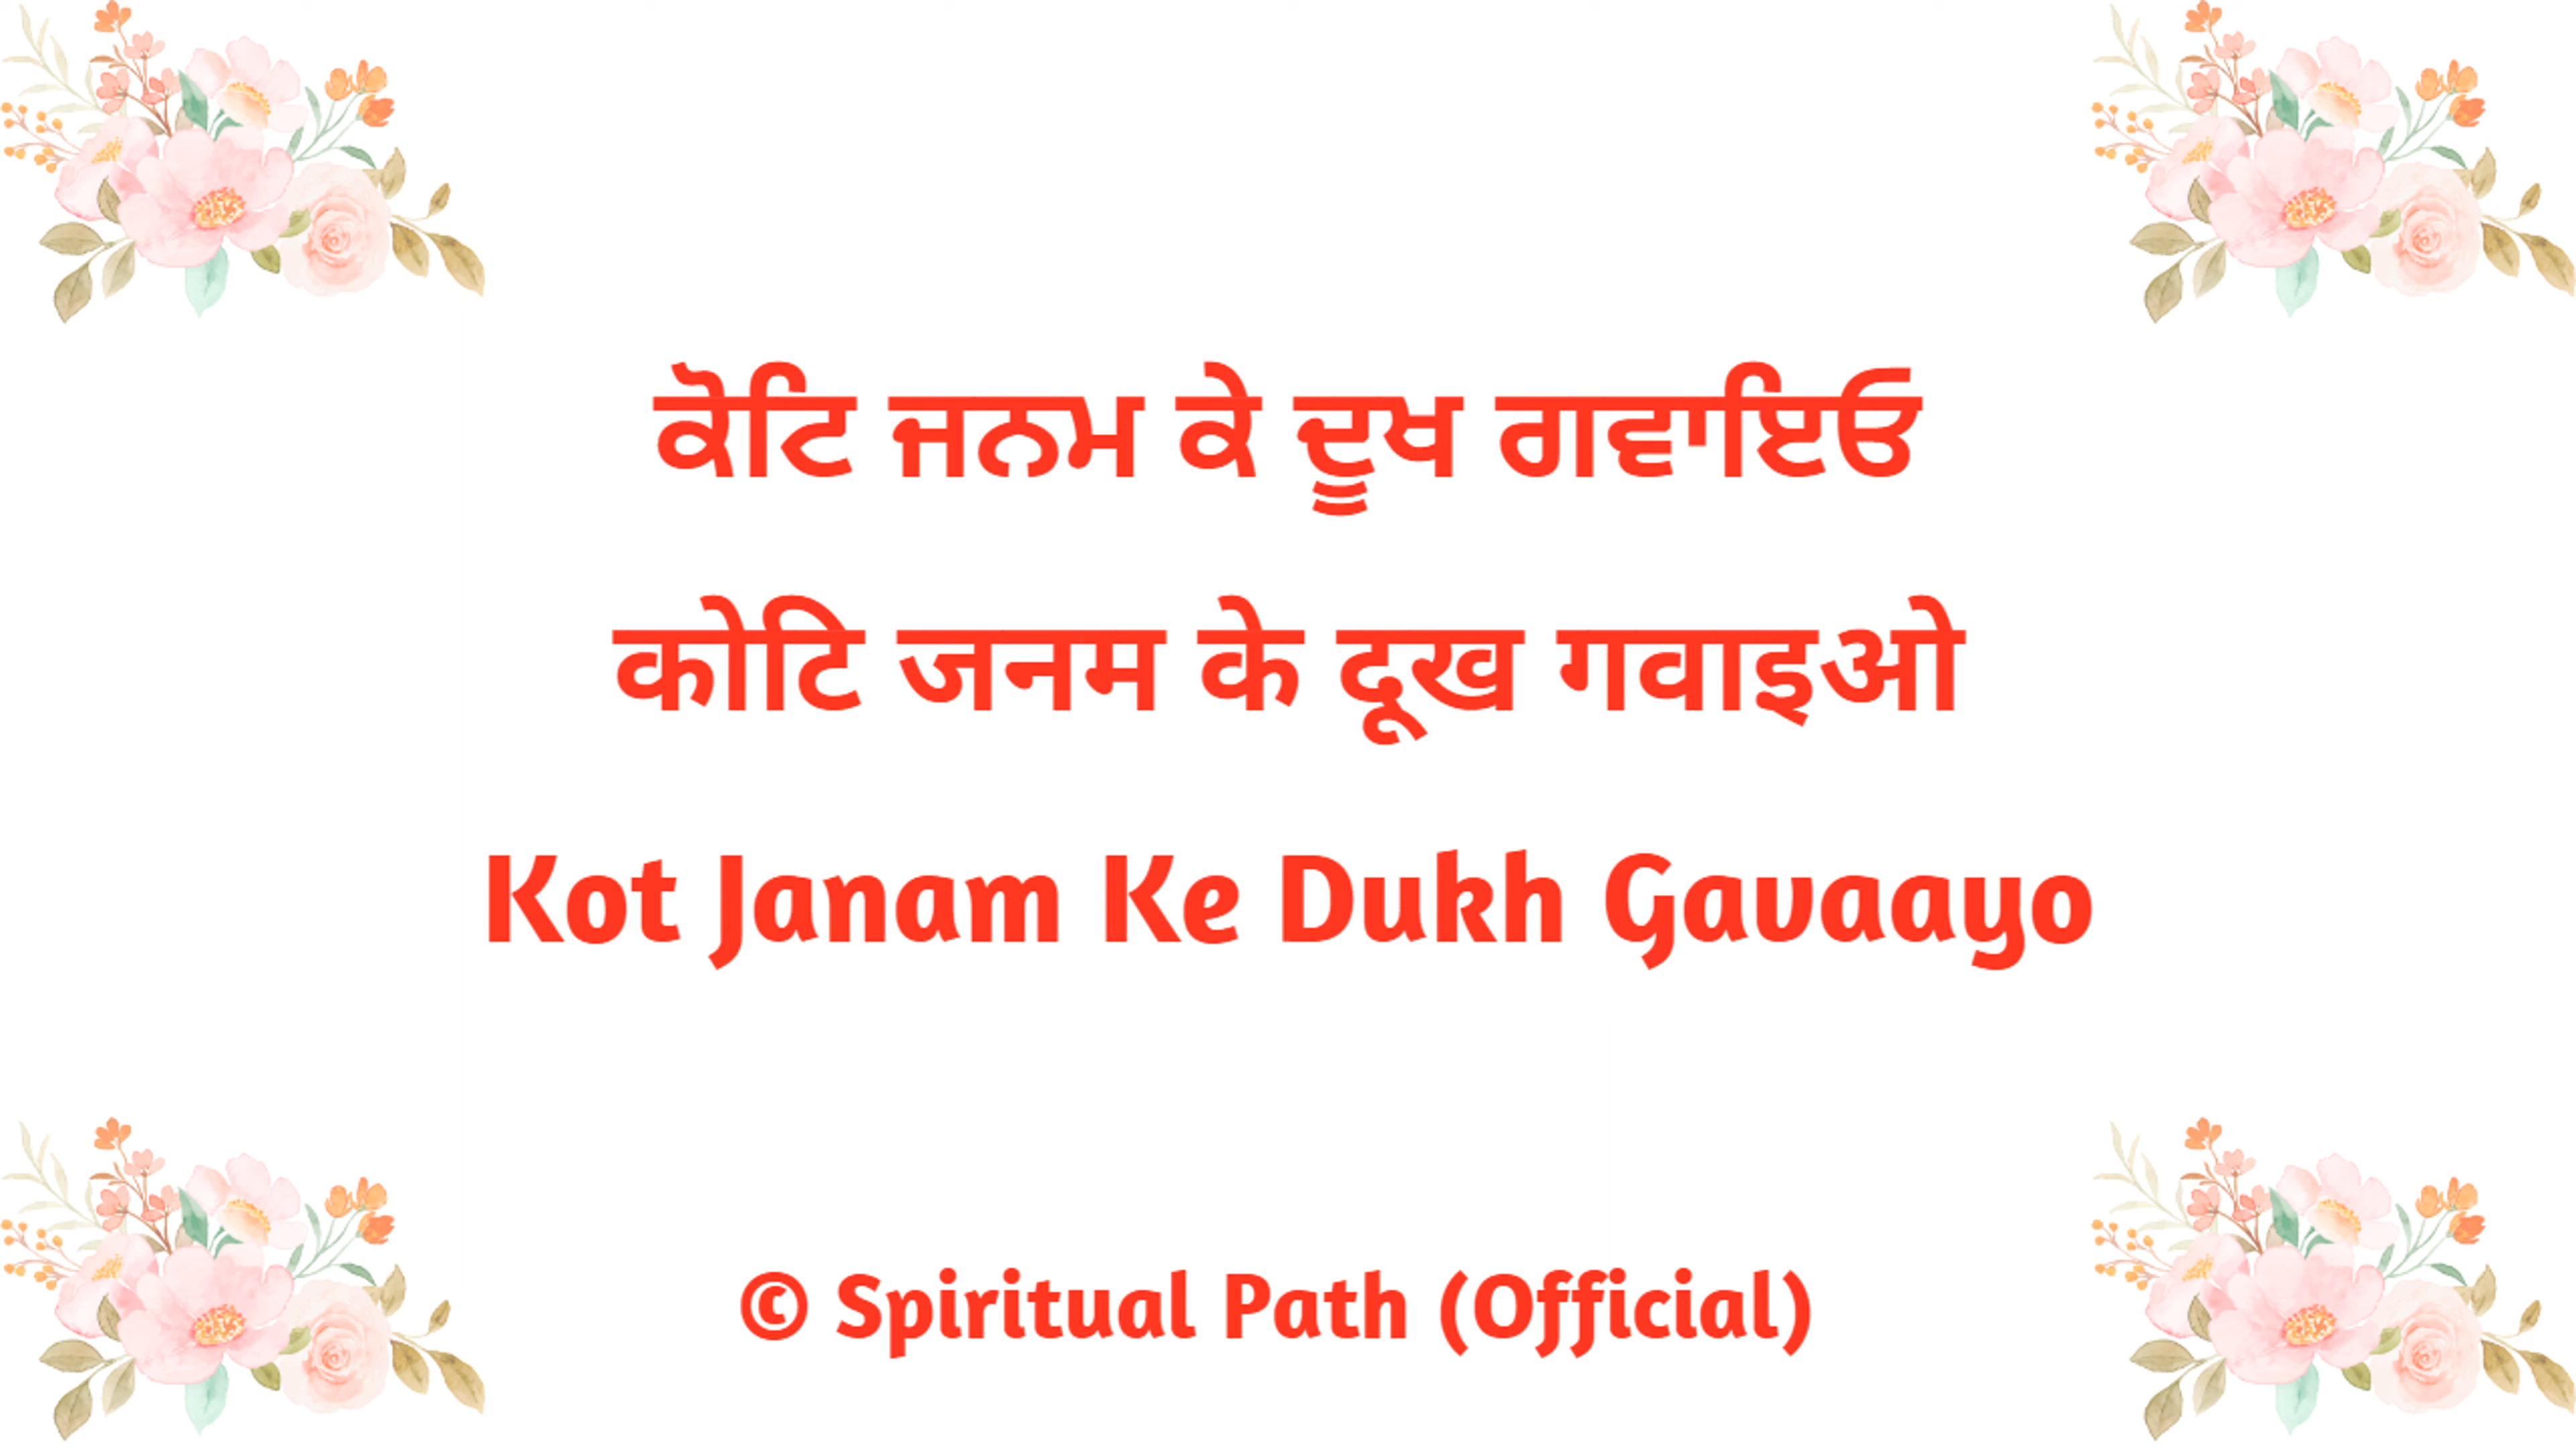 ਕੋਟਿ ਜਨਮ ਕੇ ਦੂਖ ਗਵਾਇਓ
कोटि जनम के दूख गवाइओ
Kot Janam Ke Dukh Gavaayo
© Spiritual Path (Official)